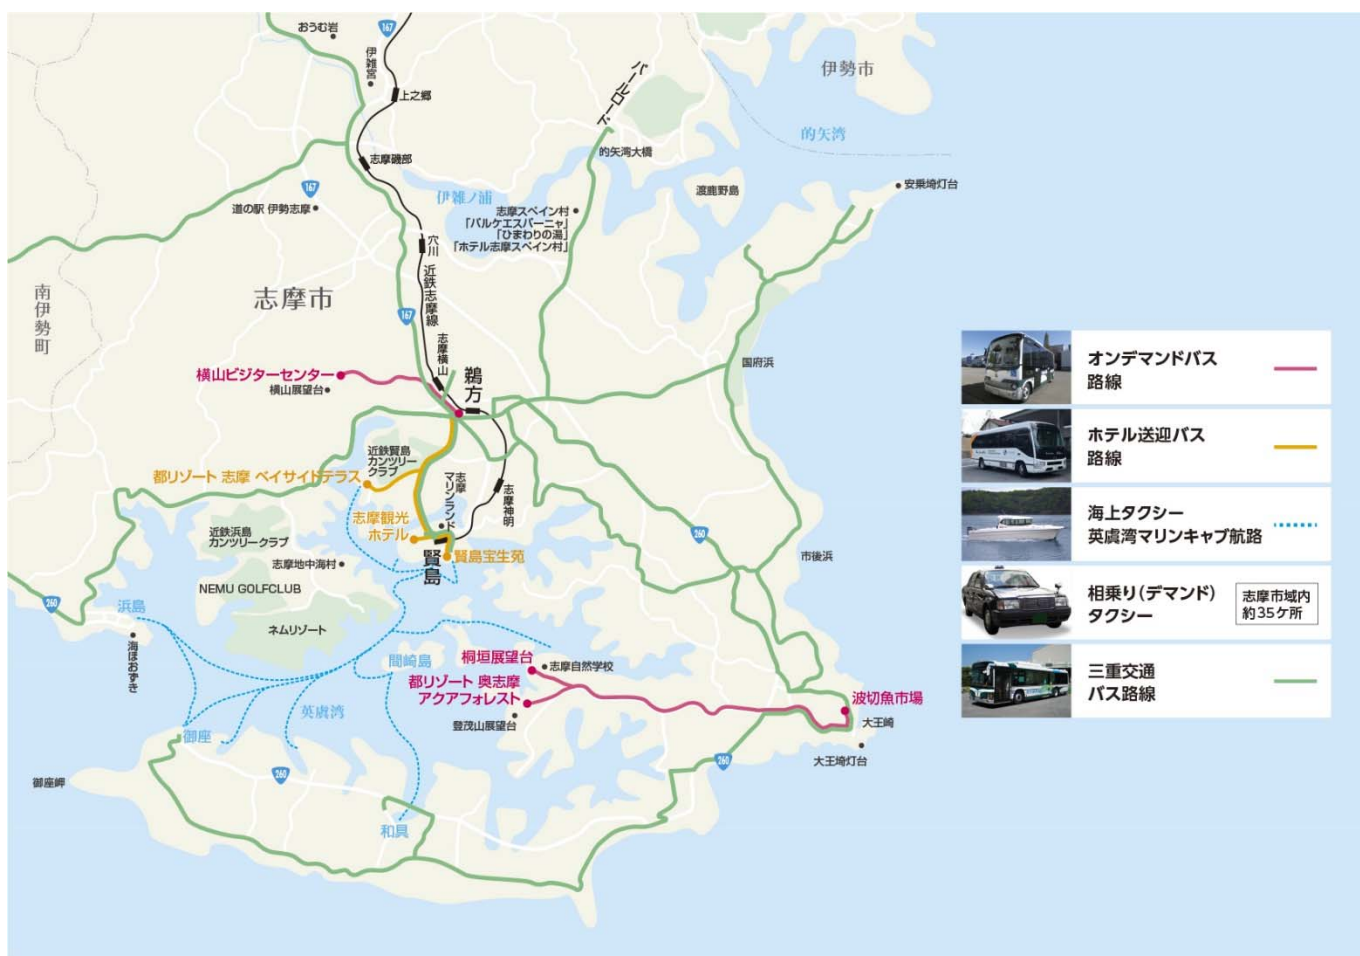 おうむ岩
167
伊雑宮
上之郷
パールロード
伊勢市
的矢湾
志摩磯部
的矢湾大橋
伊雑ノ浦
渡鹿野島
安乗埼灯台
167
道の駅 伊勢志摩
志摩スペイン村
「パルケエスパーニャ」
「ひまわりの湯」
「ホテル志摩スペイン村」
穴川
近鉄志摩線
南伊勢町
志摩市
167
志摩横山
国府浜
横山ビジターセンター
横山展望台
鵜方
近鉄賢島
カンツリー
クラブ
都リゾート 志摩 ベイサイドテラス
志摩
マリンランド
志摩神明
志摩観光
ホテル
近鉄浜島
カンツリークラブ
賢島
賢島宝生苑
260
市後浜
志摩地中海村
NEMU GOLFCLUB
260
浜島
ネムリゾート
海ほおずき
間崎島
桐垣展望台
志摩自然学校
都リゾート 奥志摩
アクアフォレスト
登茂山展望台
波切魚市場
大王崎
大王埼灯台
英虞湾
御座
260
260
御座岬
和具
オンデマンドバス
路線
ホテル送迎バス
路線
海上タクシー
英虞湾マリンキャブ航路
相乗り(デマンド)
タクシー
志摩市域内
約35ケ所
三重交通
バス路線